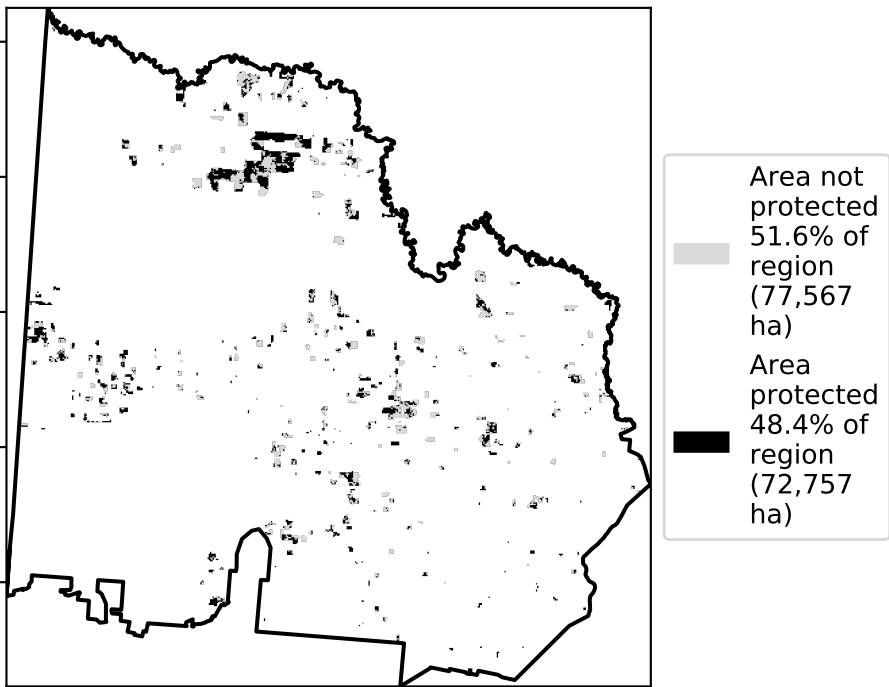 Area not
protected
51.6% of
region
(77,567
ha)
Area
protected
48.4% of
region
(72,757
ha)